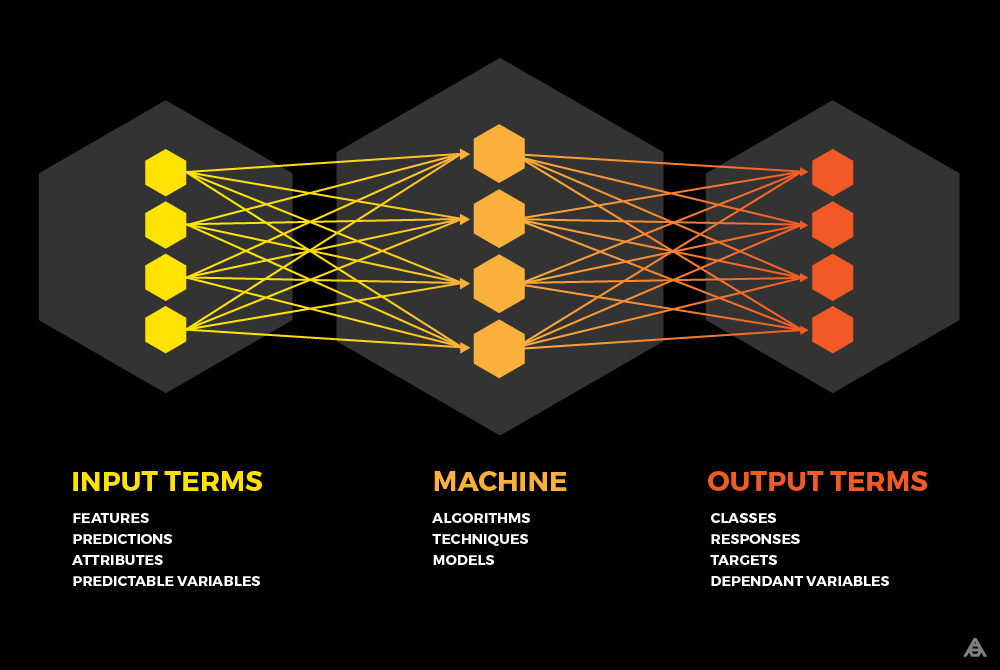 INPUT TERMS
FEATURES
PREDICTIONS
ATTRIBUTES
PREDICTABLE VARIABLES
MACHINE
ALGORITHMS
TECHNIQUES
MODELS
OUTPUT TERMS
CLASSES
RESPONSES
TARGETS
DEPENDANT VARIABLES